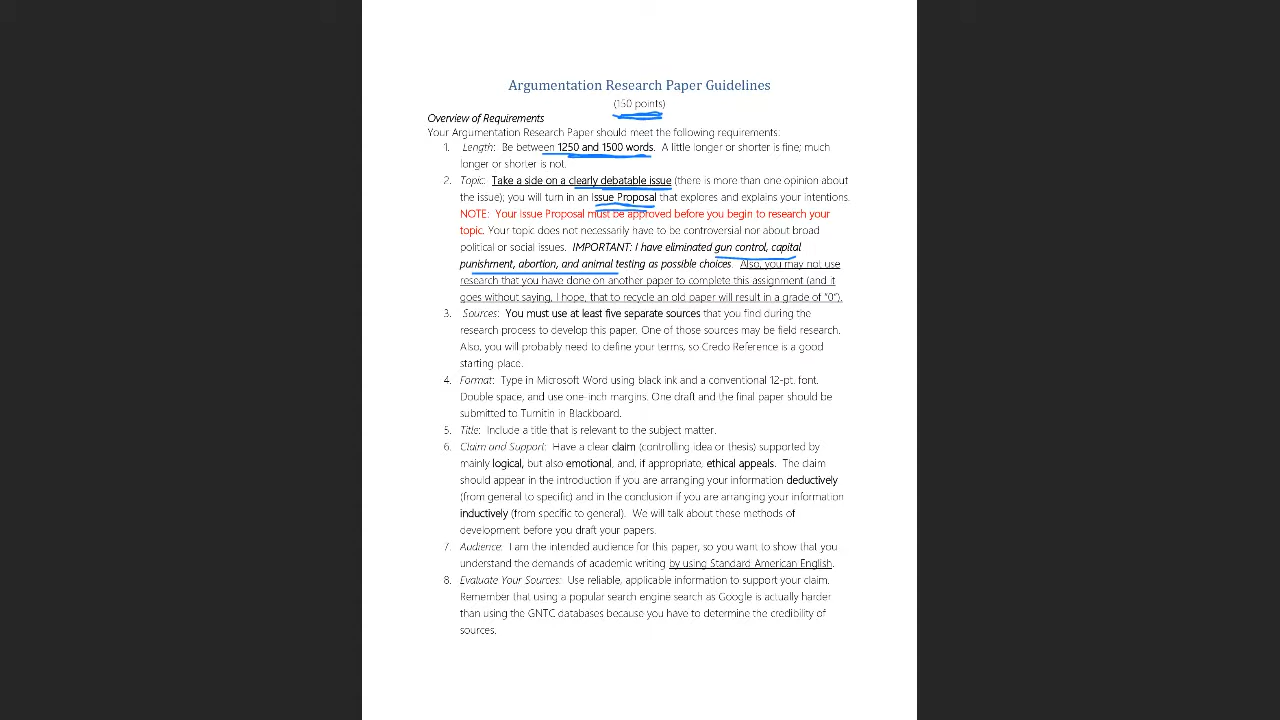 Argumentation Research Paper Guidelines
(150 points)
Overview of Requirements
Your Argumentation Research Paper should meet the following requirements:
1. Length: Be between 1250 and 1500 words. A little longer or shorter is fine; much
longer or shorter is not.
2. Topic: Take a side on a clearly debatable issue (there is more than one opinion about
the issue); you will turn in an Issue Proposal that explores and explains your intentions.
NOTE: Your Issue Proposal must be approved before you begin to research your
topic. Your topic does not necessarily have to be controversial nor about broad
political or social issues. IMPORTANT: I have eliminated gun control, capital
punishment, abortion, and animal testing as possible choices. Also, you may not use
research that you have done on another paper to complete this assignment (and it
goes without saying, I hope, that to recycle an old paper will result in a grade of "0").
3. Sources: You must use at least five separate sources that you find during the
research process to develop this paper. One of those sources may be field research.
Also, you will probably need to define your terms, so Credo Reference is a good
starting place.
4. Format: Type in Microsoft Word using black ink and a conventional 12-pt. font.
Double space, and use one-inch margins. One draft and the final paper should be
submitted to Turnitin in Blackboard.
5. Title: Include a title that is relevant to the subject matter.
6. Claim and Support: Have a clear claim (controlling idea or thesis) supported by
mainly logical, but also emotional, and, if appropriate, ethical appeals. The claim
should appear in the introduction if you are arranging your information deductively
(from general to specific) and in the conclusion if you are arranging your information
inductively (from specific to general). We will talk about these methods of
development before you draft your papers.
7. Audience: I am the intended audience for this paper, so you want to show that you
understand the demands of academic writing by using Standard American English.
8. Evaluate Your Sources: Use reliable, applicable information to support your claim.
Remember that using a popular search engine search as Google is actually harder
than using the GNTC databases because you have to determine the credibility of
sources.